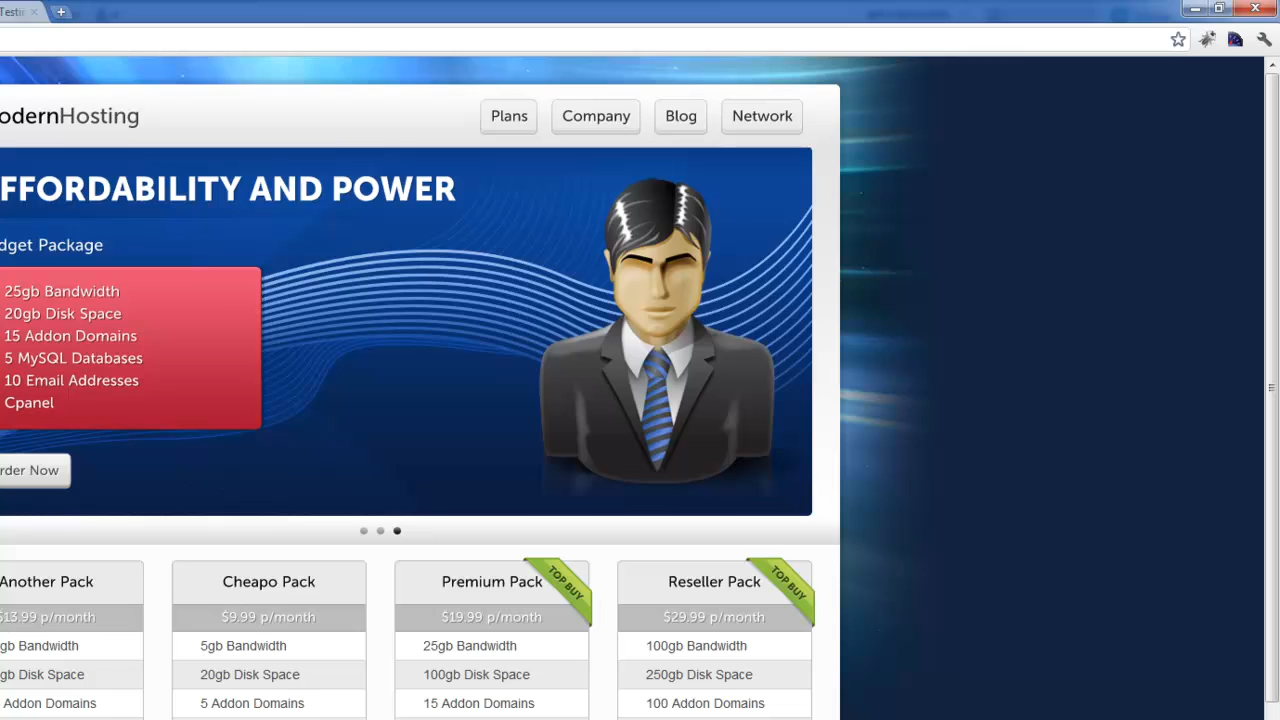 Testin
odernHosting
Plans
Company
Blog
Network
FFORDABILITY AND POWER
dget Package
25gb Bandwidth
20gb Disk Space
15 Addon Domains
5 MySQL Databases
10 Email Addresses
Cpanel
rder Now
Another Pack
$13.99 p/month
gb Bandwidth
gb Disk Space
Addon Domains
Cheapo Pack
$9.99 p/month
5gb Bandwidth
20gb Disk Space
5 Addon Domains
Premium Pack
TOP BUY
$19.99 p/month
25gb Bandwidth
100gb Disk Space
15 Addon Domains
Reseller Pack
TOP BUY
$29.99 p/month
100gb Bandwidth
250gb Disk Space
100 Addon Domains